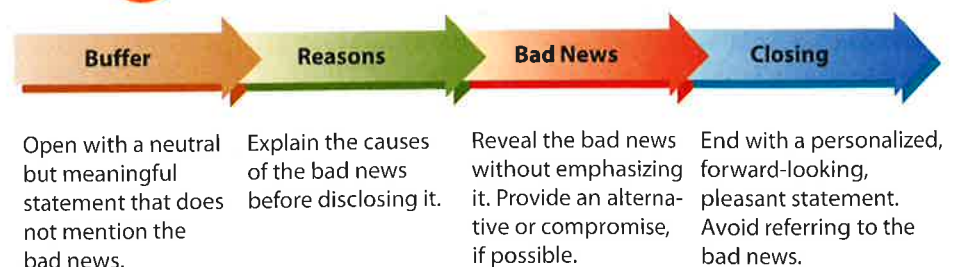 Buffer
Reasons
Bad News
Closing
Open with a neutral
but meaningful
statement that does
not mention the
bad news.
Explain the causes
of the bad news
before disclosing it.
Reveal the bad news
without emphasizing
it. Provide an alterna-
tive or compromise,
if possible.
End with a personalized,
forward-looking,
pleasant statement.
Avoid referring to the
bad news.